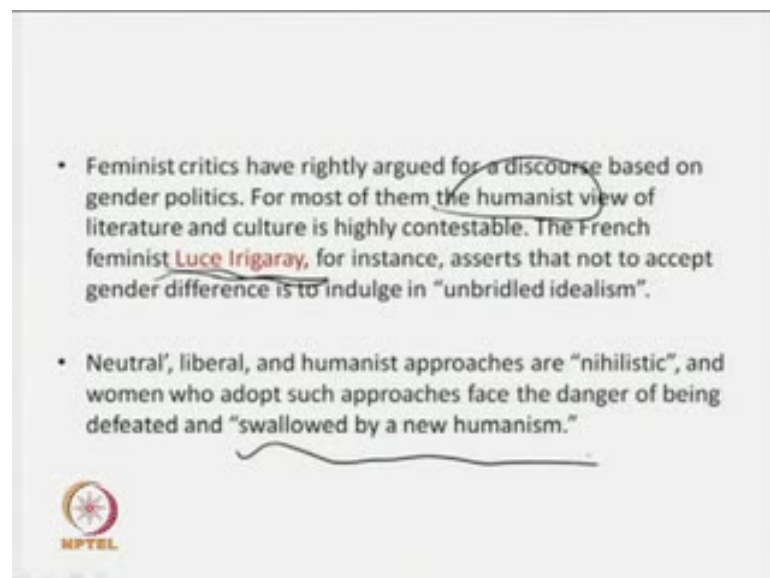 • Feminist critics have rightly argued for a discourse based on
gender politics. For most of them the humanist view of
literature and culture is highly contestable. The French
feminist Luce Irigaray, for instance, asserts that not to accept
gender difference is to indulge in “unbridled idealism”.
• Neutral’, liberal, and humanist approaches are “nihilistic”, and
women who adopt such approaches face the danger of being
defeated and “swallowed by a new humanism.”
NPTEL